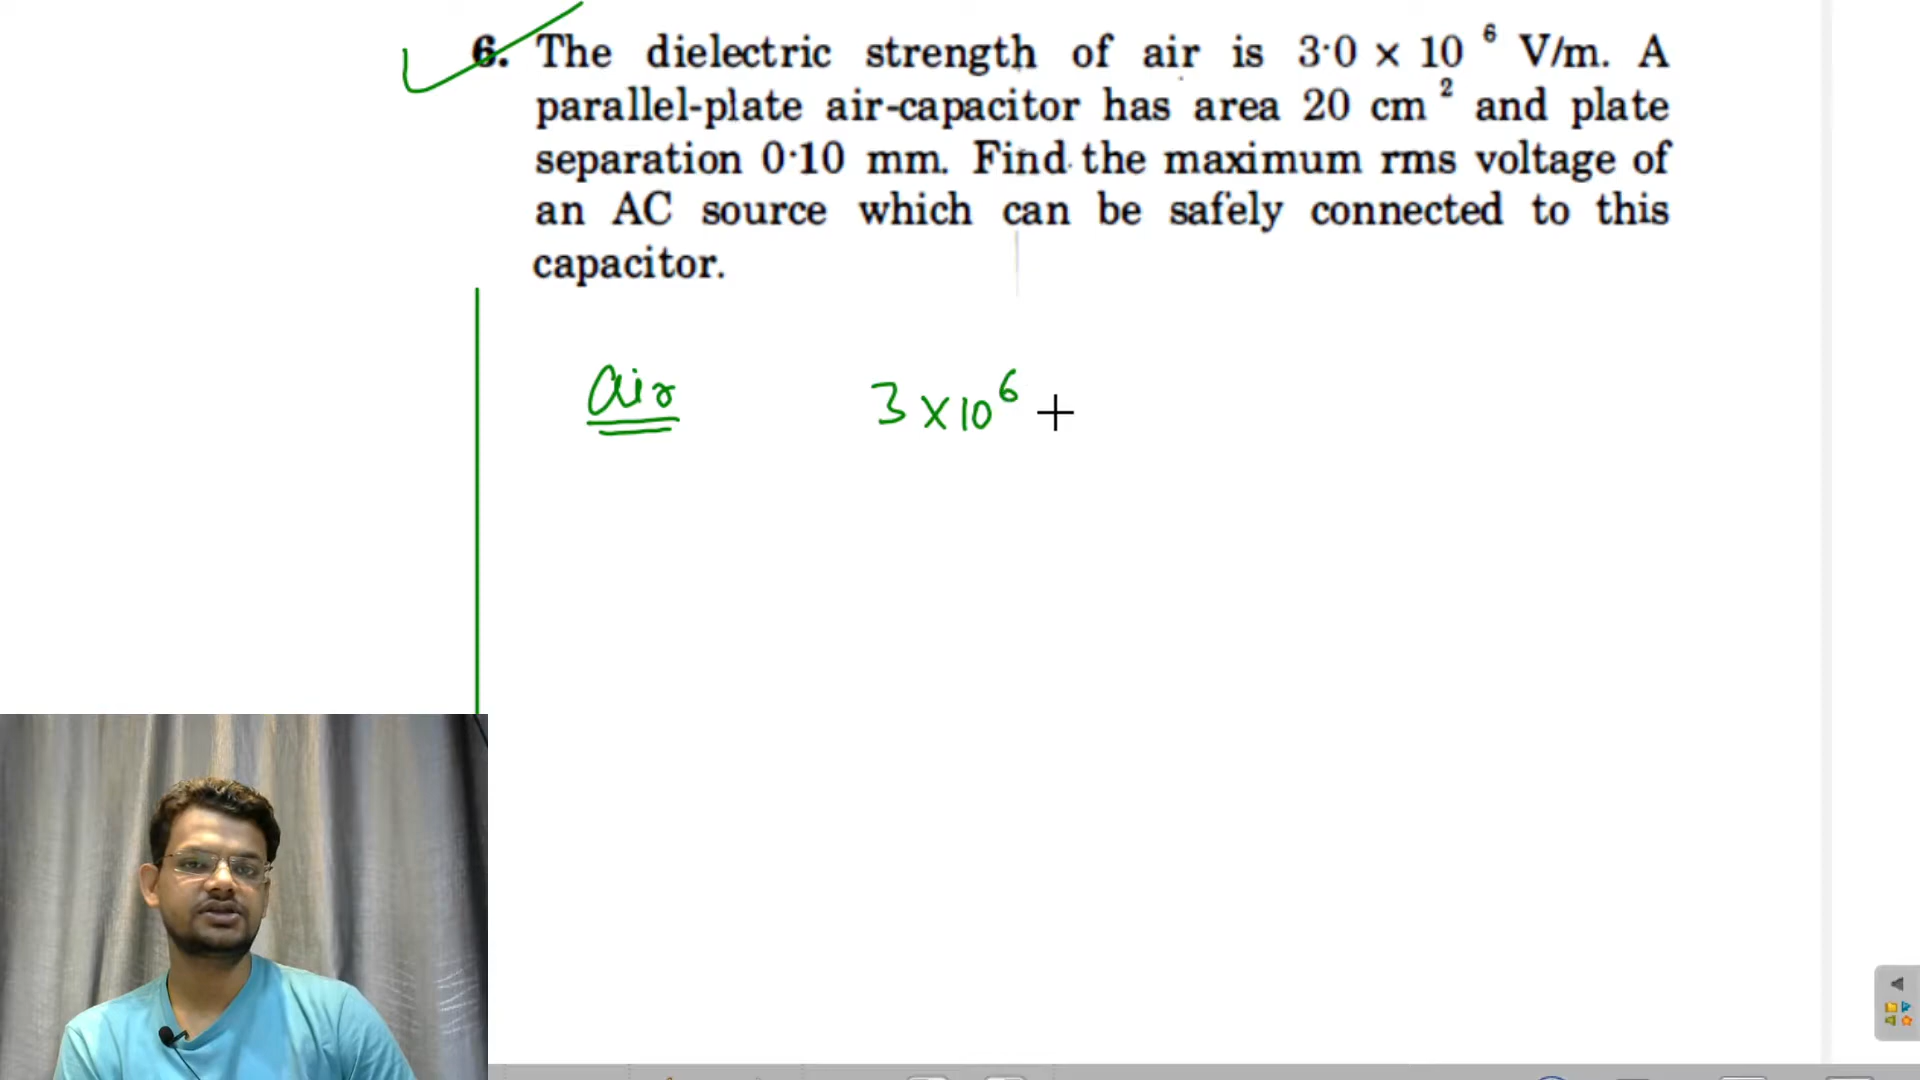 6. The dielectric strength of air is 3·0 × 10 ⁶ V/m. A
parallel-plate air-capacitor has area 20 cm ² and plate
separation 0·10 mm. Find the maximum rms voltage of
an AC source which can be safely connected to this
capacitor.
air 3 × 10⁶